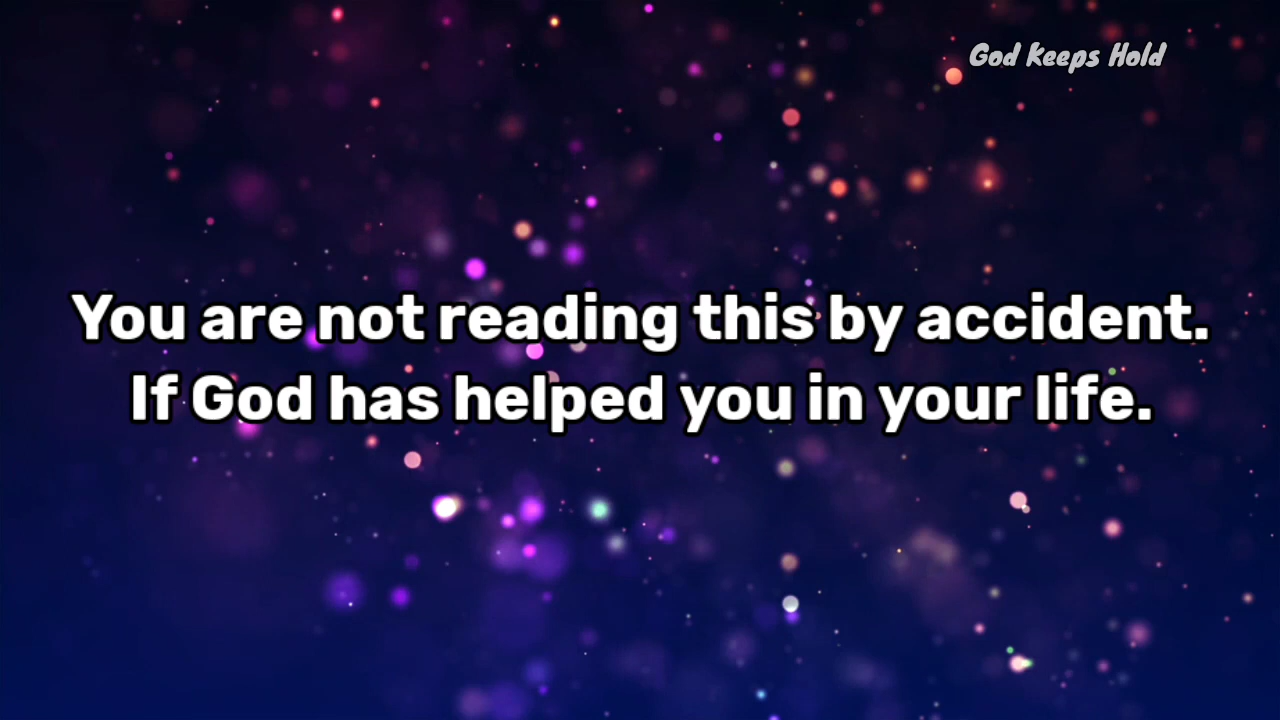 God Keeps Hold
You are not reading this by accident.
If God has helped you in your life.